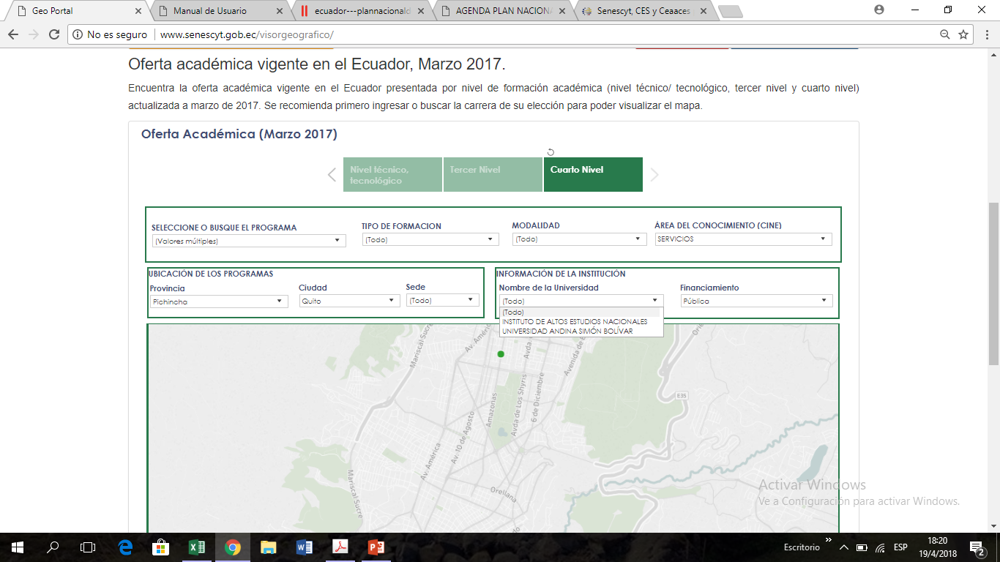 Geo Portal
Manual de Usuario
ecuador---plannacionald
AGENDA PLAN NACIONA
Senescyt, CES y Ceaaces
No es seguro
www.senescyt.gob.ec/visorgeografico/
Oferta académica vigente en el Ecuador, Marzo 2017.
Encuentra la oferta académica vigente en el Ecuador presentada por nivel de formación académica (nivel técnico/ tecnológico, tercer nivel y cuarto nivel)
actualizada a marzo de 2017. Se recomienda primero ingresar o buscar la carrera de su elección para poder visualizar el mapa.
Oferta Académica (Marzo 2017)
Nivel técnico,
tecnológico
Tercer Nivel
Cuarto Nivel
SELECCIONE O BUSQUE EL PROGRAMA
TIPO DE FORMACION
MODALIDAD
ÁREA DEL CONOCIMIENTO (CINE)
(Valores múltiples)
(Todo)
(Todo)
SERVICIOS
UBICACIÓN DE LOS PROGRAMAS
Provincia
Ciudad
Sede
Pichincha
Quito
(Todo)
INFORMACIÓN DE LA INSTITUCIÓN
Nombre de la Universidad
Financiamiento
(Todo)
Pública
(Todo)
INSTITUTO DE ALTOS ESTUDIOS NACIONALES
UNIVERSIDAD ANDINA SIMÓN BOLÍVAR
Mariscal Sucre
Av. Améric
Avda.
Avenida de
Orie
E35
Amazonas
Avda de Los Shyris
6 de Diciembre
Av. 10 de Agosto
Av. América
Mariscal Sucre
Orellana
Activar Windows
Ve a Configuración para activar Windows.
Escritorio
ESP
18:20
19/4/2018
2